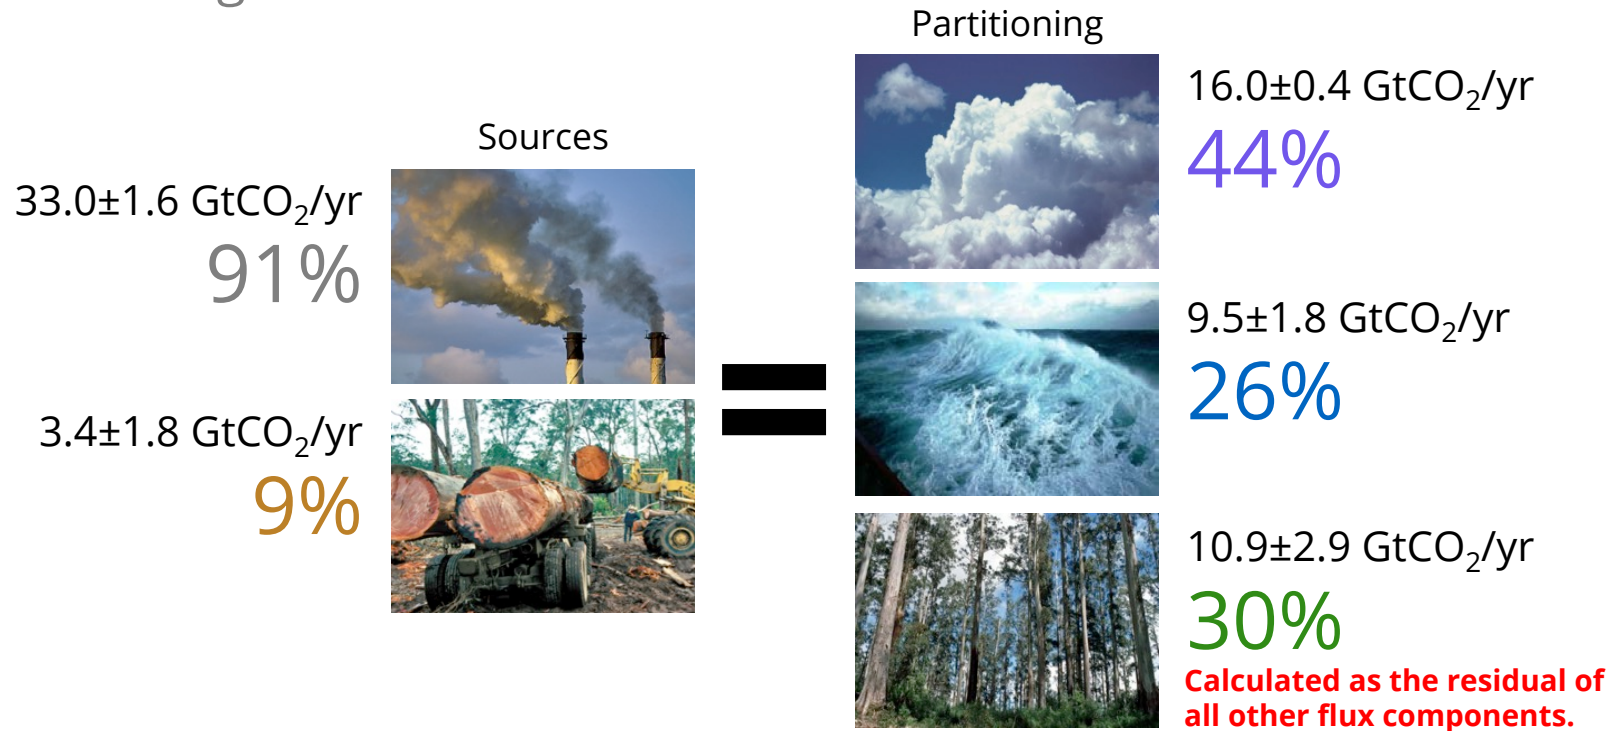 Sources
33.0±1.6 GtCO₂/yr
91%
3.4±1.8 GtCO₂/yr
9%
Partitioning
16.0±0.4 GtCO₂/yr
44%
9.5±1.8 GtCO₂/yr
26%
10.9±2.9 GtCO₂/yr
30%
Calculated as the residual of
all other flux components.